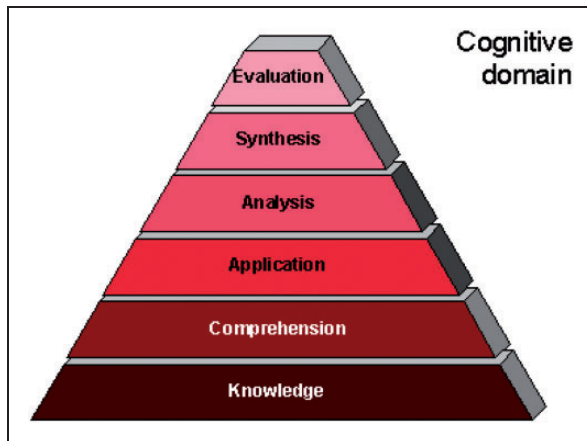 Cognitive
domain
Evaluation
Synthesis
Analysis
Application
Comprehension
Knowledge